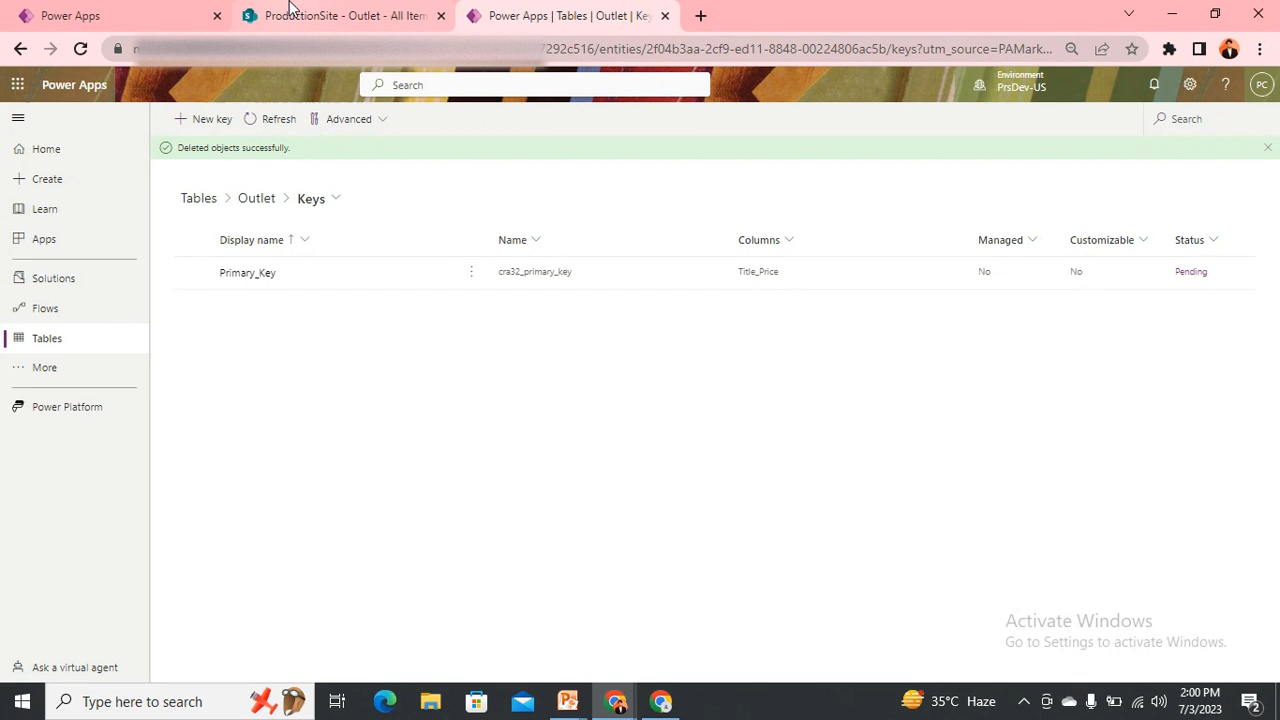 Power Apps
ProductionSite - Outlet - All Item
Power Apps | Tables | Outlet | Key
7292c516/entities/2f04b3aa-2cf9-ed11-8848-00224806ac5b/keys?utm_source=PAMark...
Power Apps
Search
Environment
PrsDev-US
PC
New key
Refresh
Advanced
Search
Deleted objects successfully.
Home
Create
Learn
Apps
Solutions
Flows
Tables
More
Power Platform
Ask a virtual agent
Tables > Outlet > Keys
Display name ↑
Name
Columns
Managed
Customizable
Status
Primary_Key
cra32_primary_key
Title_Price
No
No
Pending
Activate Windows
Go to Settings to activate Windows.
Type here to search
35°C Haze
2:00 PM
7/3/2023
2